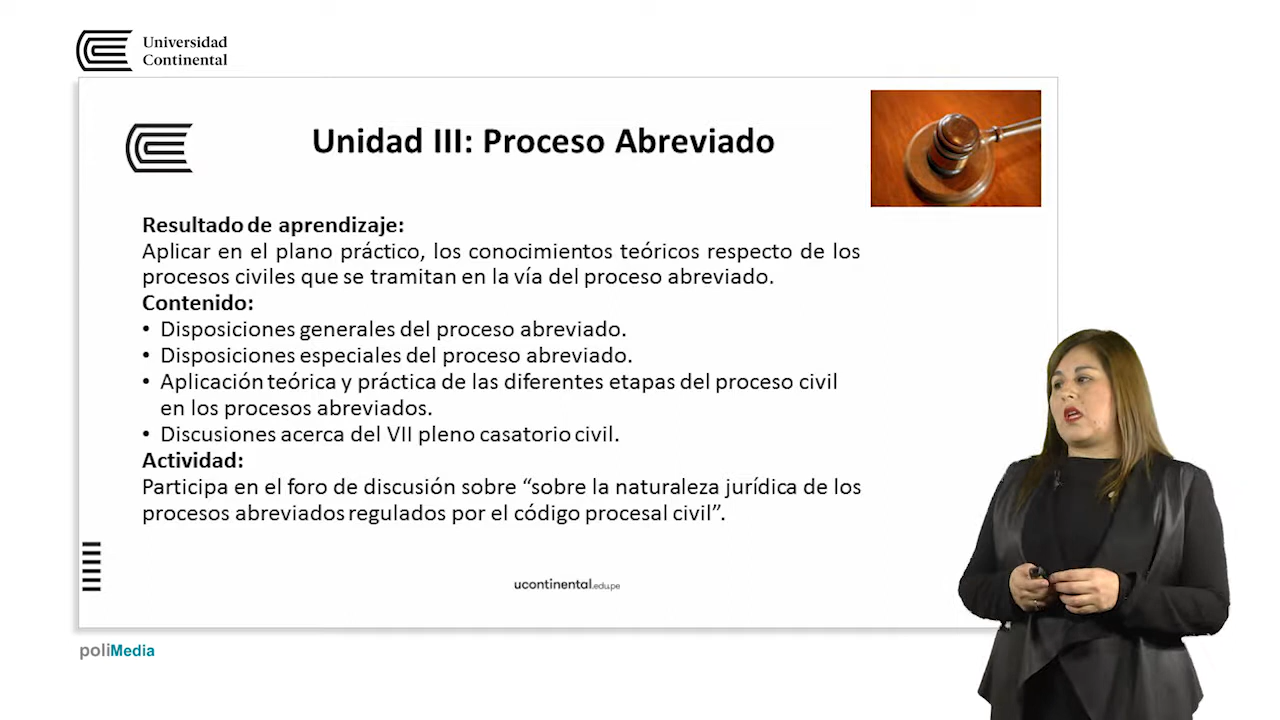 Universidad
Continental
Unidad III: Proceso Abreviado
Resultado de aprendizaje:
Aplicar en el plano práctico, los conocimientos teóricos respecto de los
procesos civiles que se tramitan en la vía del proceso abreviado.
Contenido:
• Disposiciones generales del proceso abreviado.
• Disposiciones especiales del proceso abreviado.
• Aplicación teórica y práctica de las diferentes etapas del proceso civil
en los procesos abreviados.
• Discusiones acerca del VII pleno casatorio civil.
Actividad:
Participa en el foro de discusión sobre “sobre la naturaleza jurídica de los
procesos abreviados regulados por el código procesal civil”.
ucontinental.edu.pe
poliMedia